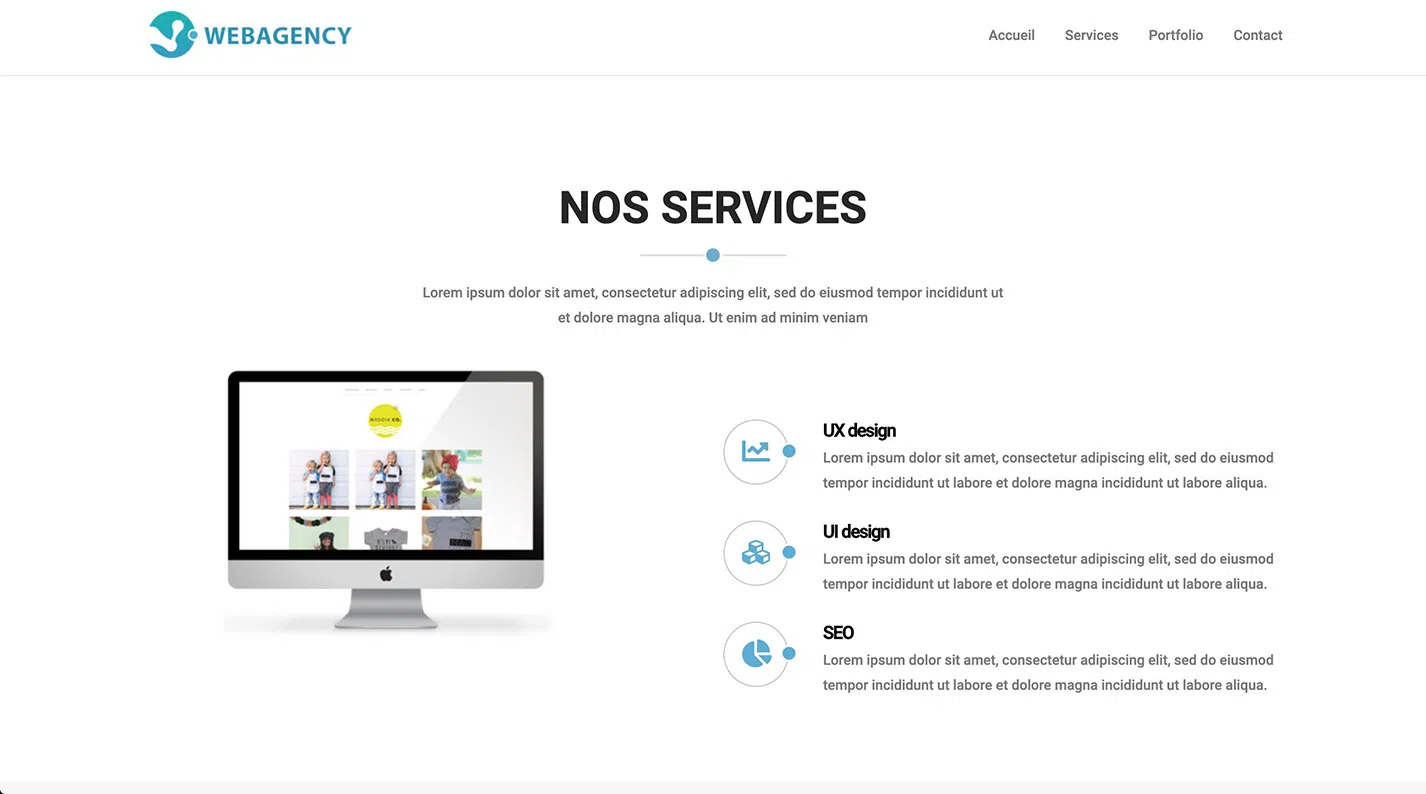 WEBAGENCY
Accueil Services Portfolio Contact
NOS SERVICES
Lorem ipsum dolor sit amet, consectetur adipiscing elit, sed do eiusmod tempor incididunt ut
et dolore magna aliqua. Ut enim ad minim veniam
UX design
Lorem ipsum dolor sit amet, consectetur adipiscing elit, sed do eiusmod
tempor incididunt ut labore et dolore magna incididunt ut labore aliqua.
UI design
Lorem ipsum dolor sit amet, consectetur adipiscing elit, sed do eiusmod
tempor incididunt ut labore et dolore magna incididunt ut labore aliqua.
SEO
Lorem ipsum dolor sit amet, consectetur adipiscing elit, sed do eiusmod
tempor incididunt ut labore et dolore magna incididunt ut labore aliqua.